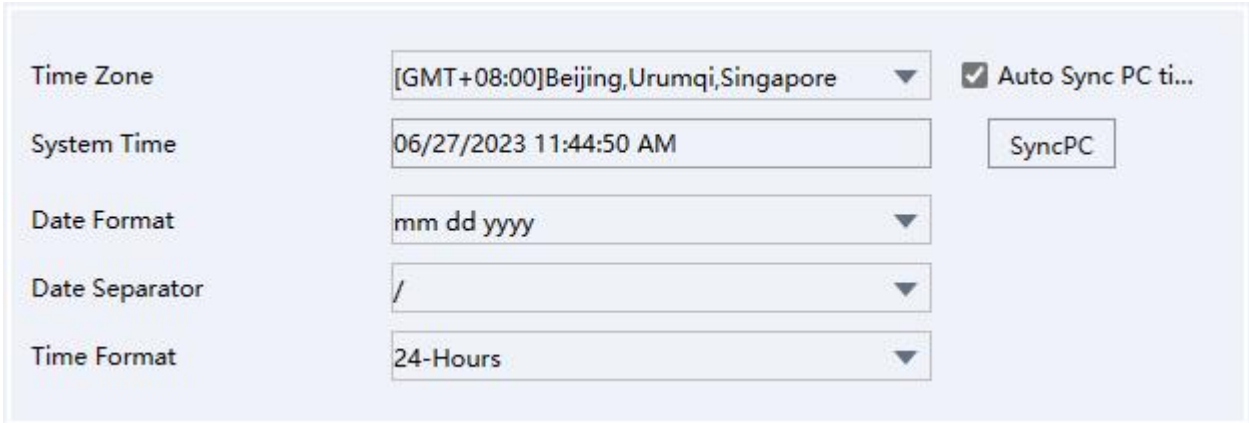 Time Zone [GMT+08:00]Beijing,Urumqi,Singapore Auto Sync PC ti...
System Time 06/27/2023 11:44:50 AM SyncPC
Date Format mm dd yyyy
Date Separator /
Time Format 24-Hours